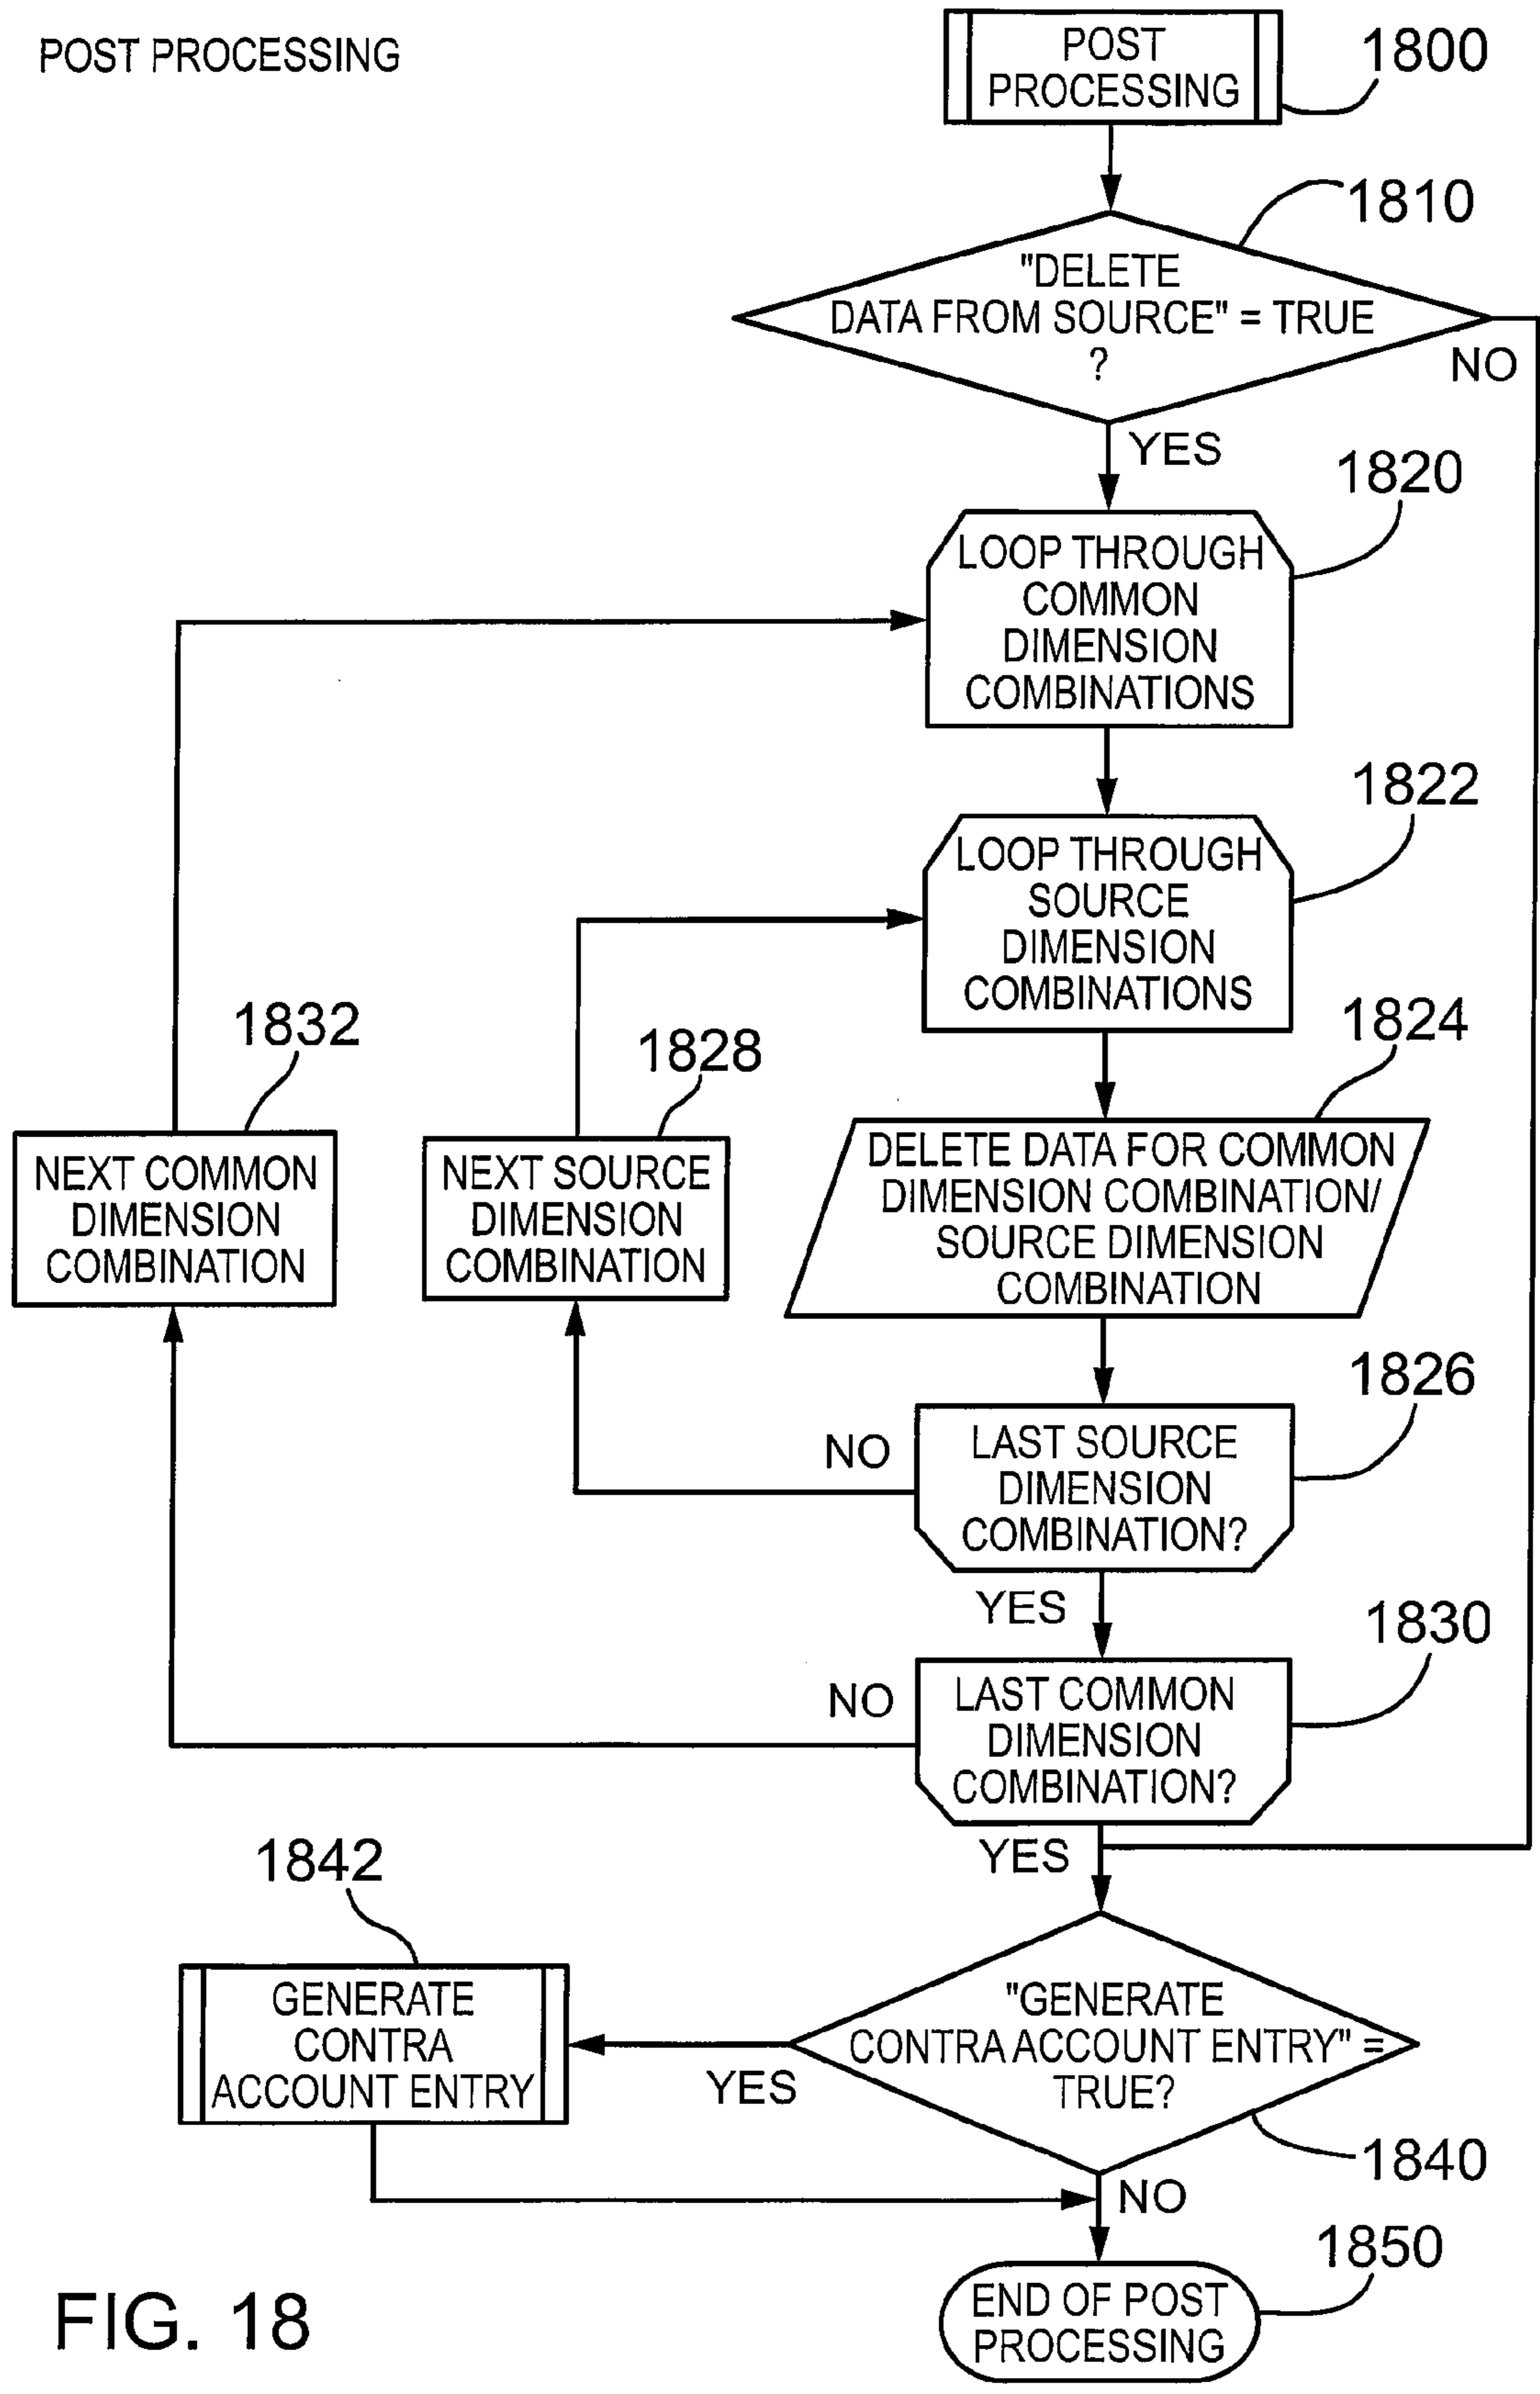 POST PROCESSING
POST
PROCESSING
1800
1810
"DELETE
DATA FROM SOURCE" = TRUE
?
NO
YES
1820
LOOP THROUGH
COMMON
DIMENSION
COMBINATIONS
1822
LOOP THROUGH
SOURCE
DIMENSION
COMBINATIONS
1824
DELETE DATA FOR COMMON
DIMENSION COMBINATION/
SOURCE DIMENSION
COMBINATION
1832
NEXT COMMON
DIMENSION
COMBINATION
1828
NEXT SOURCE
DIMENSION
COMBINATION
1826
LAST SOURCE
DIMENSION
COMBINATION?
NO
YES
1830
LAST COMMON
DIMENSION
COMBINATION?
NO
YES
1842
GENERATE
CONTRA
ACCOUNT ENTRY
"GENERATE
CONTRA ACCOUNT ENTRY" =
TRUE?
YES
1840
NO
1850
END OF POST
PROCESSING
FIG. 18